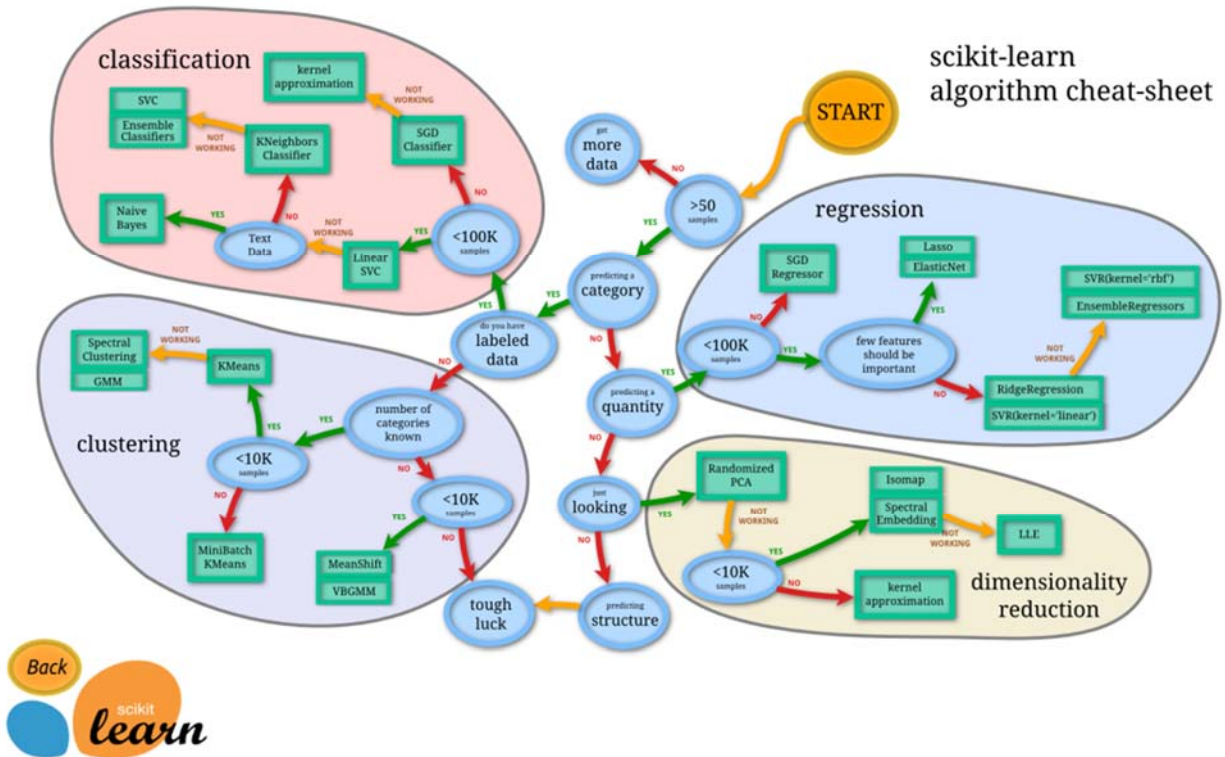 scikit-learn
algorithm cheat-sheet
START
classification
kernel
approximation
NOT
WORKING
SVC
Ensemble
Classifiers
NOT
WORKING
KNeighbors
Classifier
SGD
Classifier
get
more
data
NO
>50
samples
YES
NO
NO
Naive
Bayes
YES
Text
Data
NOT
WORKING
Linear
SVC
YES
<100K
samples
predicting a
category
YES
YES
do you have
labeled
data
NO
NO
regression
SGD
Regressor
Lasso
ElasticNet
SVR(kernel='rbf')
EnsembleRegressors
NO
YES
NOT
WORKING
<100K
samples
YES
few features
should be
important
NO
RidgeRegression
SVR(kernel='linear')
predicting a
quantity
YES
NO
clustering
Spectral
Clustering
GMM
NOT
WORKING
KMeans
YES
number of
categories
known
YES
<10K
samples
NO
NO
<10K
samples
YES
NO
MiniBatch
KMeans
MeanShift
VBGMM
just
looking
YES
NO
Randomized
PCA
NOT
WORKING
Isomap
Spectral
Embedding
NOT
WORKING
LLE
YES
<10K
samples
NO
kernel
approximation
dimensionality
reduction
tough
luck
predicting
structure
Back
scikit
learn